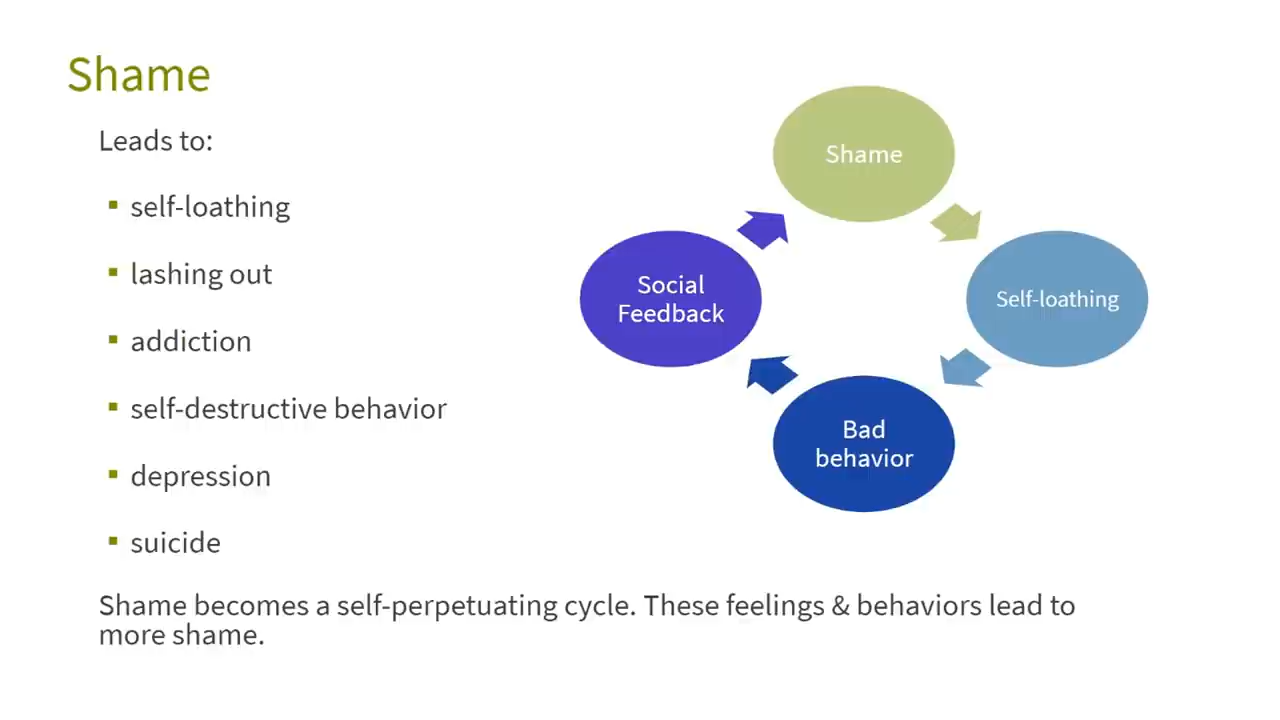 Shame
Leads to:
▪ self-loathing
▪ lashing out
▪ addiction
▪ self-destructive behavior
▪ depression
▪ suicide
Shame becomes a self-perpetuating cycle. These feelings & behaviors lead to
more shame.
Shame
Self-loathing
Bad
behavior
Social
Feedback